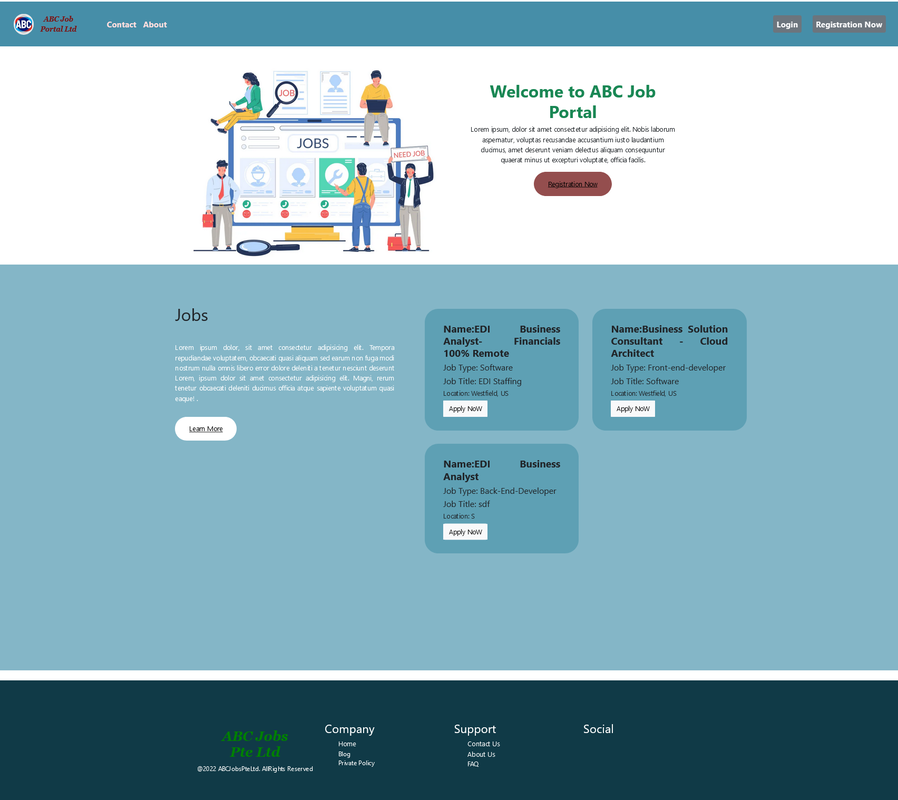 ABC
ABC Job
Portal Ltd
Contact
About
Login
Registration Now
JOB
JOBS
NEED JOB
Welcome to ABC Job
Portal
Lorem ipsum, dolor sit amet consectetur adipisicing elit. Nobis laborum
aspernatur, voluptas recusandae accusantium iusto laudantium
ducimus, amet deserunt veniam delectus aliquam consequuntur
quaerat minus ut excepturi voluptate, officia facilis.
Registration Now
Jobs
Lorem ipsum dolor, sit amet consectetur adipisicing elit. Tempora
repudiandae voluptatem, obcaecati quasi aliquam sed earum non fuga modi
nostrum nulla omnis libero error dolore deleniti a tenetur nesciunt deserunt
Lorem, ipsum dolor sit amet consectetur adipisicing elit. Magni, rerum
tenetur obcaecati deleniti ducimus officia atque sapiente voluptatum quasi
eaque! .
Learn More
Name:EDI Business
Analyst- Financials
100% Remote
Job Type: Software
Job Title: EDI Staffing
Location: Westfield, US
Apply NoW
Name:Business Solution
Consultant - Cloud
Architect
Job Type: Front-end-developer
Job Title: Software
Location: Westfield, US
Apply NoW
Name:EDI Business
Analyst
Job Type: Back-End-Developer
Job Title: sdf
Location: S
Apply NoW
ABC Jobs
Pte Ltd
@2022 ABCJobsPteLtd. AllRights Reserved
Company
Home
Blog
Private Policy
Support
Contact Us
About Us
FAQ
Social